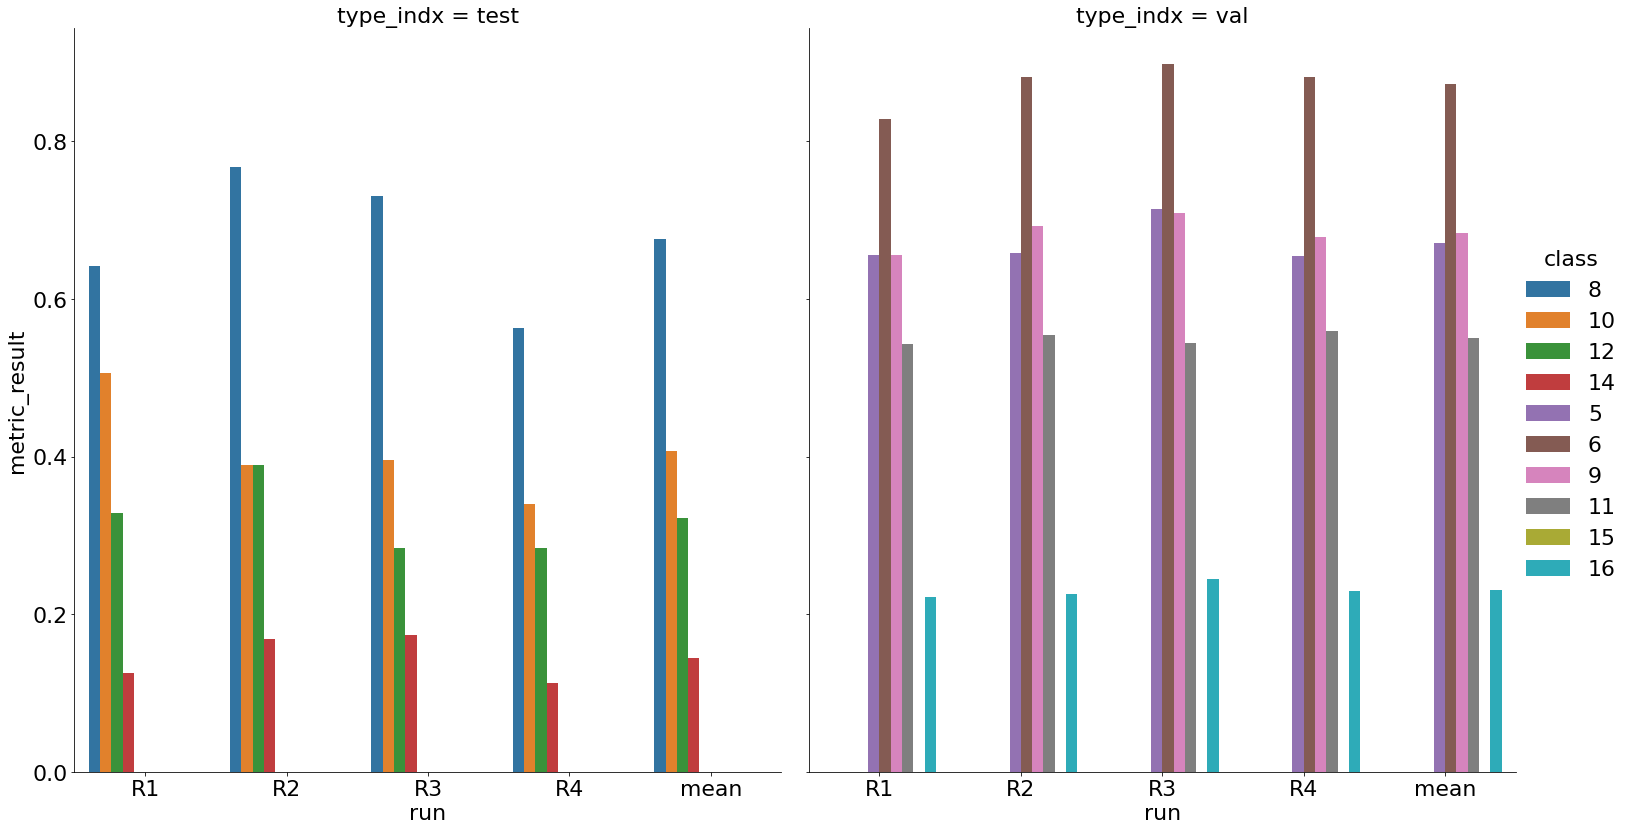 type_indx = test
type_indx = val
metric_result
0.8
0.6
0.4
0.2
0.0
R1 R2 R3 R4 mean
run
R1 R2 R3 R4 mean
run
class
8
10
12
14
5
6
9
11
15
16